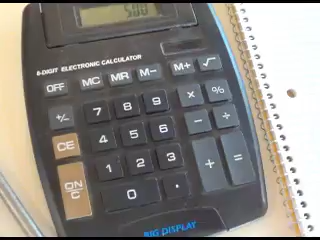 500
8-DIGIT ELECTRONIC CALCULATOR
OFF MC MR M− M+ √
+/− 7 8 9 × %
CE 4 5 6 − ÷
ON/C 1 2 3 + =
0 .
BIG DISPLAY